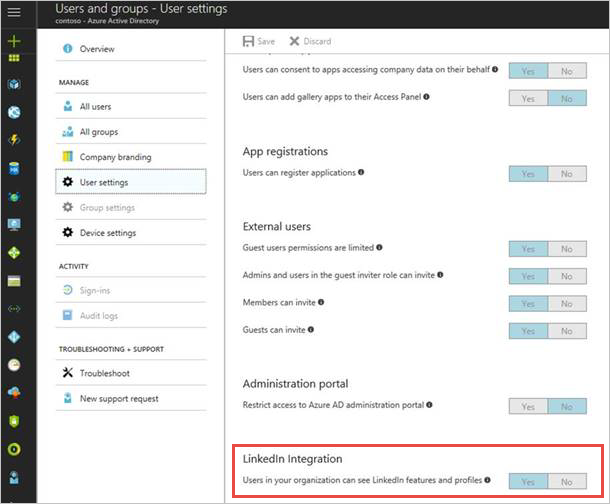 Users and groups - User settings
contoso - Azure Active Directory
Overview
MANAGE
All users
All groups
Company branding
User settings
Group settings
Device settings
ACTIVITY
Sign-ins
Audit logs
TROUBLESHOOTING + SUPPORT
Troubleshoot
New support request
Save Discard
Users can consent to apps accessing company data on their behalf Yes No
Users can add gallery apps to their Access Panel Yes No
App registrations
Users can register applications Yes No
External users
Guest users permissions are limited Yes No
Admins and users in the guest inviter role can invite Yes No
Members can invite Yes No
Guests can invite Yes No
Administration portal
Restrict access to Azure AD administration portal Yes No
LinkedIn Integration
Users in your organization can see LinkedIn features and profiles Yes No